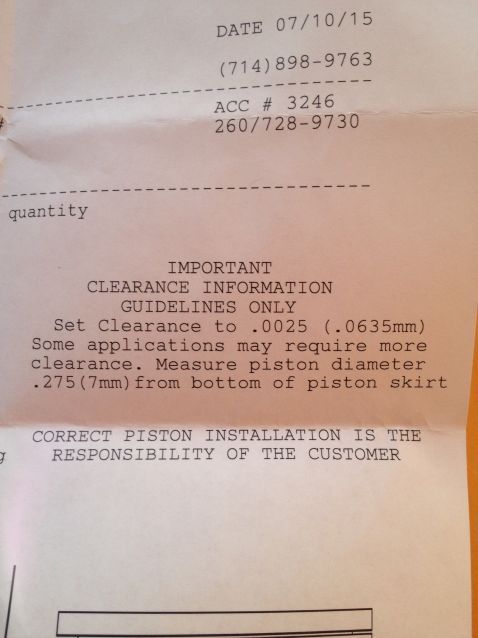 DATE 07/10/15
(714)898-9763
ACC # 3246
260/728-9730
quantity
IMPORTANT
CLEARANCE INFORMATION
GUIDELINES ONLY
Set Clearance to .0025 (.0635mm)
Some applications may require more
clearance. Measure piston diameter
.275(7mm)from bottom of piston skirt
CORRECT PISTON INSTALLATION IS THE
RESPONSIBILITY OF THE CUSTOMER